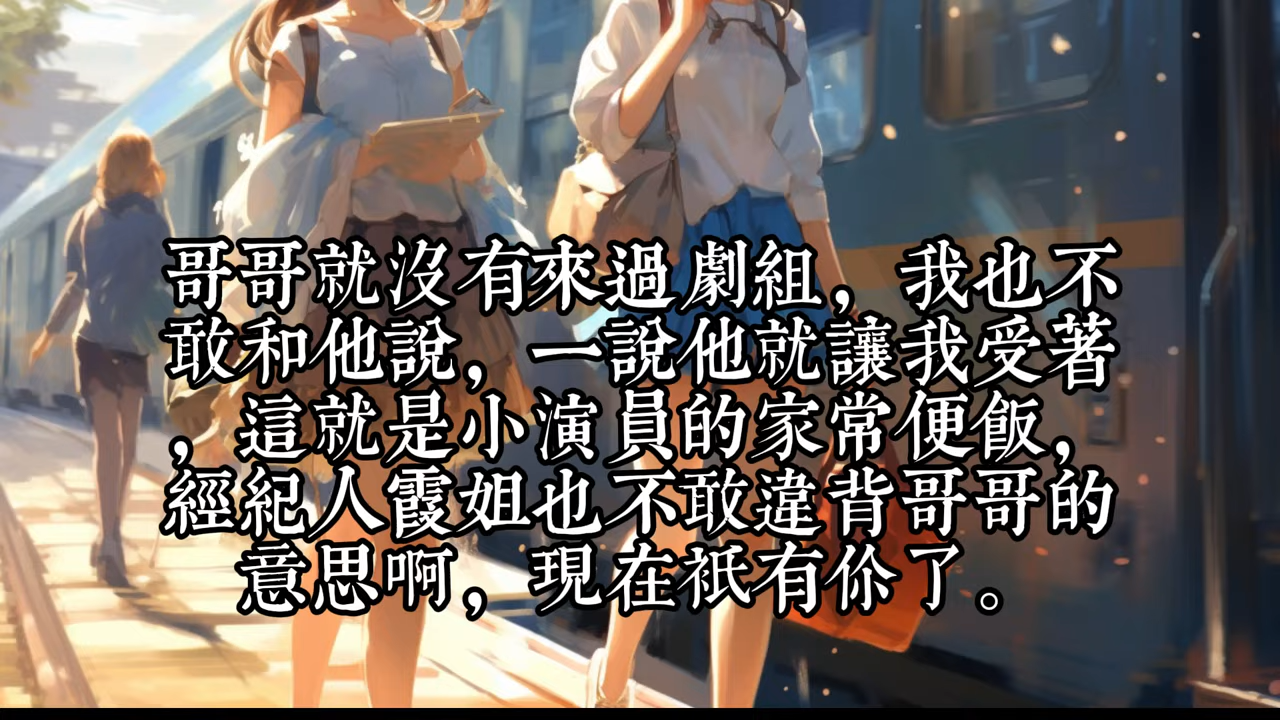 哥哥就沒有來過劇組，我也不
敢和他說，一說他就讓我受著
，這就是小演員的家常便飯，
經紀人霞姐也不敢違背哥哥的
意思啊，現在祇有你了。